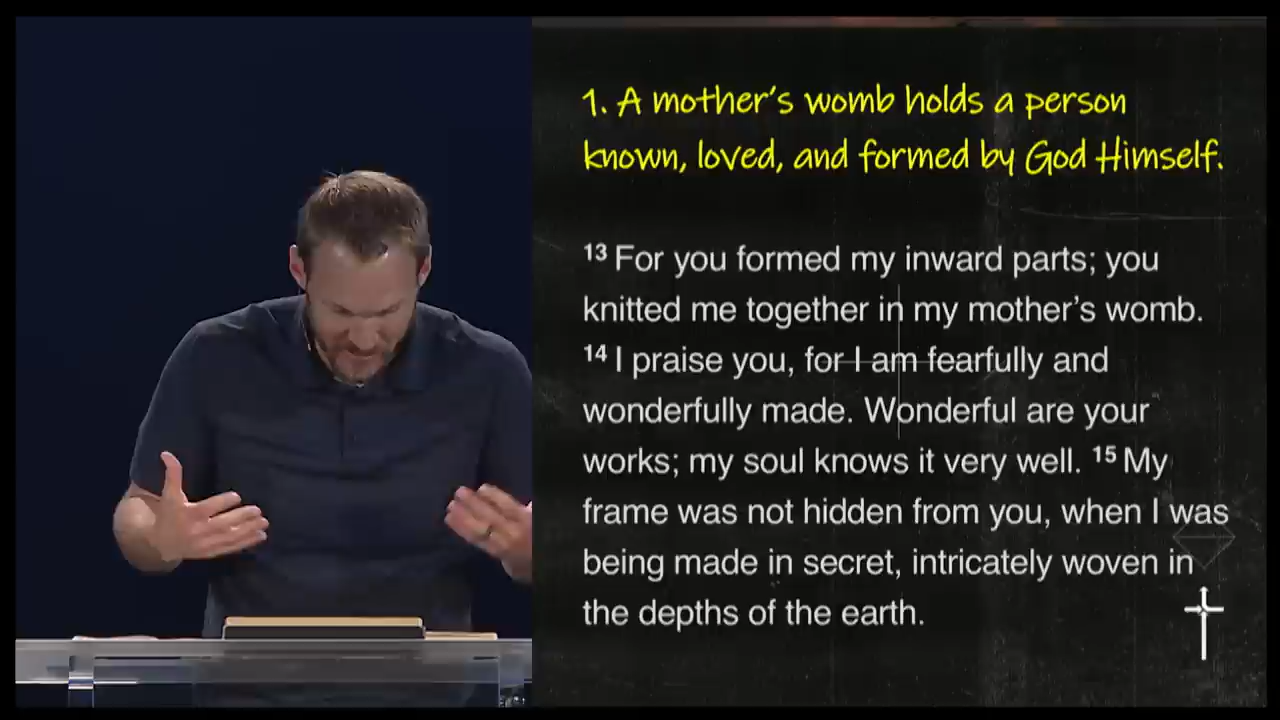 1. A mother's womb holds a person
known, loved, and formed by God Himself.
13 For you formed my inward parts; you
knitted me together in my mother's womb.
14 I praise you, for I am fearfully and
wonderfully made. Wonderful are your
works; my soul knows it very well. 15 My
frame was not hidden from you, when I was
being made in secret, intricately woven in
the depths of the earth.